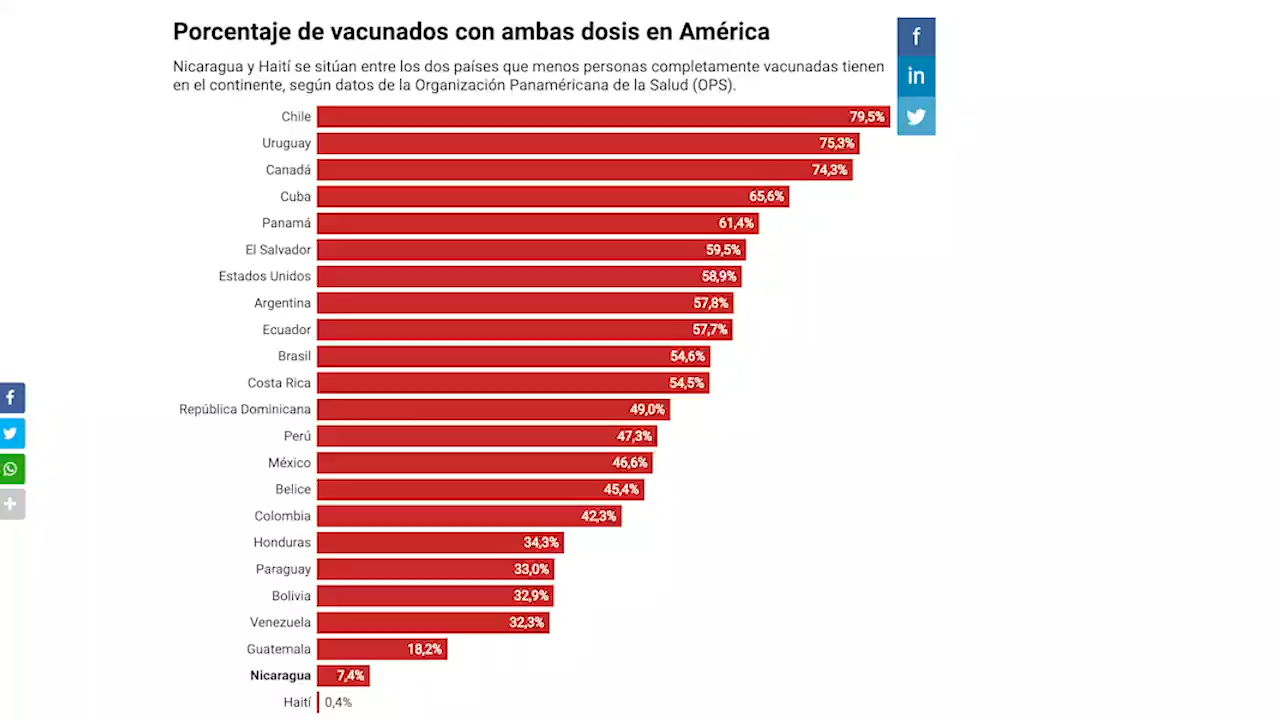 Porcentaje de vacunados con ambas dosis en América
Nicaragua y Haití se sitúan entre los dos países que menos personas completamente vacunadas tienen
en el continente, según datos de la Organización Panaméricana de la Salud (OPS).
Chile 79,5%
Uruguay 75,3%
Canadá 74,3%
Cuba 65,6%
Panamá 61,4%
El Salvador 59,5%
Estados Unidos 58,9%
Argentina 57,8%
Ecuador 57,7%
Brasil 54,6%
Costa Rica 54,5%
República Dominicana 49,0%
Perú 47,3%
México 46,6%
Belice 45,4%
Colombia 42,3%
Honduras 34,3%
Paraguay 33,0%
Bolivia 32,9%
Venezuela 32,3%
Guatemala 18,2%
Nicaragua 7,4%
Haití 0,4%